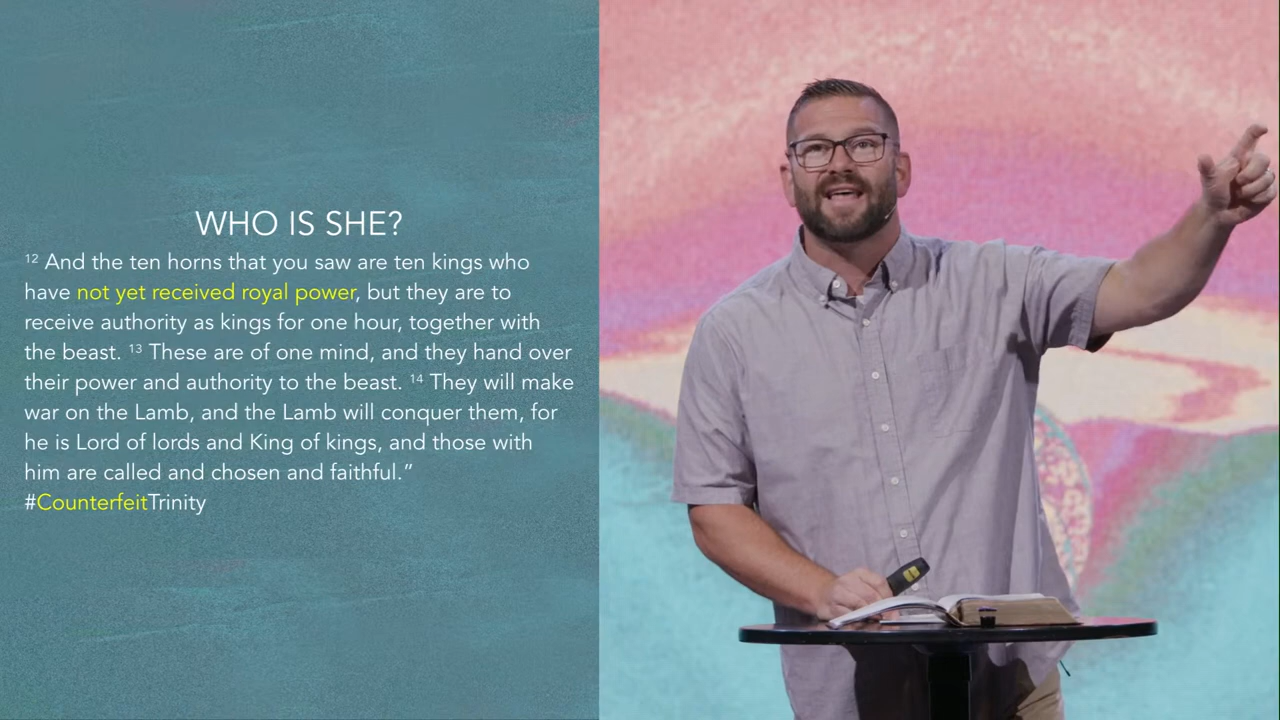 WHO IS SHE?
¹² And the ten horns that you saw are ten kings who
have not yet received royal power, but they are to
receive authority as kings for one hour, together with
the beast. ¹³ These are of one mind, and they hand over
their power and authority to the beast. ¹⁴ They will make
war on the Lamb, and the Lamb will conquer them, for
he is Lord of lords and King of kings, and those with
him are called and chosen and faithful.”
#CounterfeitTrinity